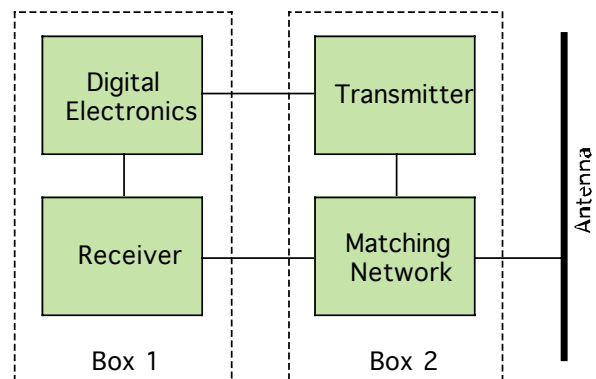 Digital
Electronics
Transmitter
Receiver
Matching
Network
Antenna
Box 1
Box 2